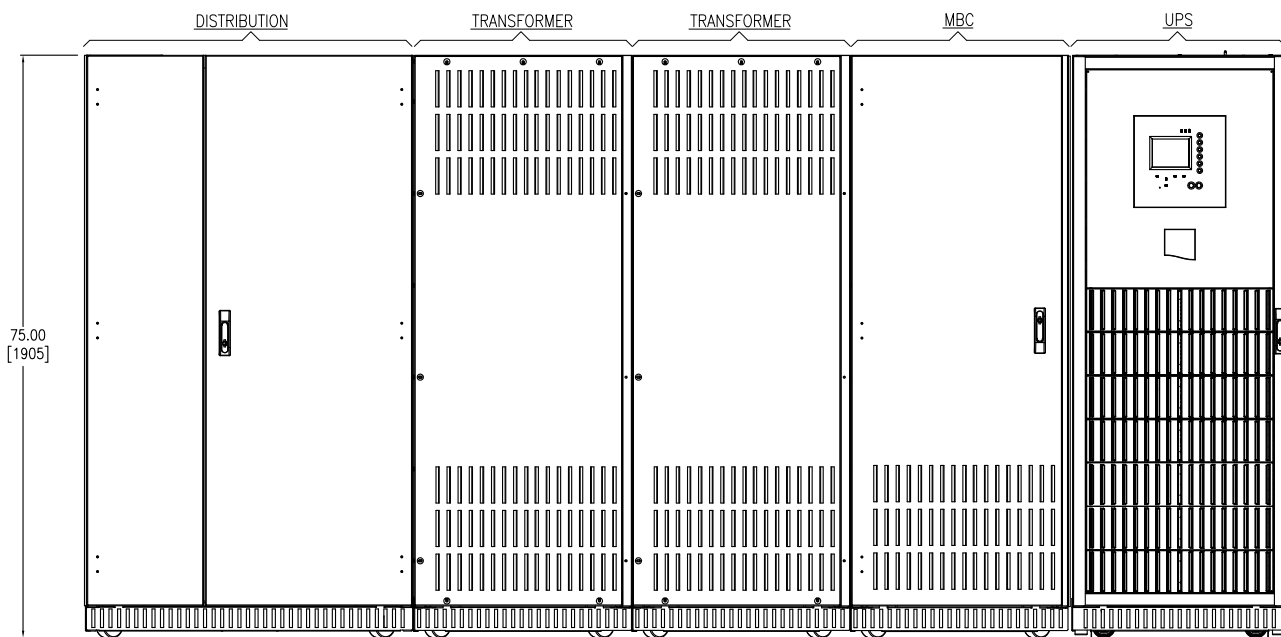 DISTRIBUTION
TRANSFORMER
TRANSFORMER
MBC
UPS
75.00
[1905]